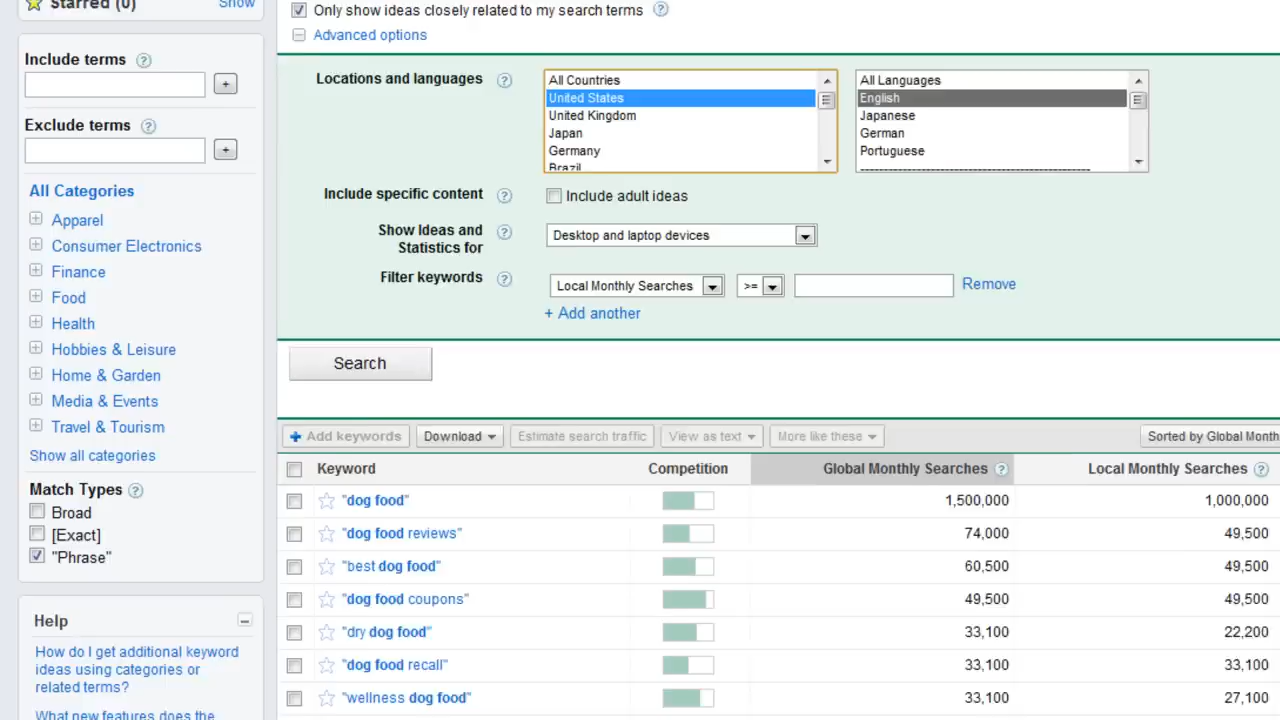 Starred (0) Show
Include terms
+
Exclude terms
+
All Categories
Apparel
Consumer Electronics
Finance
Food
Health
Hobbies & Leisure
Home & Garden
Media & Events
Travel & Tourism
Show all categories
Match Types
Broad
[Exact]
"Phrase"
Help
How do I get additional keyword
ideas using categories or
related terms?
What new features does the
Only show ideas closely related to my search terms
Advanced options
Locations and languages
All Countries
United States
United Kingdom
Japan
Germany
Brazil
All Languages
English
Japanese
German
Portuguese
Include specific content
Include adult ideas
Show Ideas and
Statistics for
Desktop and laptop devices
Filter keywords
Local Monthly Searches >= Remove
+ Add another
Search
Add keywords Download Estimate search traffic View as text More like these Sorted by Global Month
Keyword Competition Global Monthly Searches Local Monthly Searches
"dog food" 1,500,000 1,000,000
"dog food reviews" 74,000 49,500
"best dog food" 60,500 49,500
"dog food coupons" 49,500 49,500
"dry dog food" 33,100 22,200
"dog food recall" 33,100 33,100
"wellness dog food" 33,100 27,100